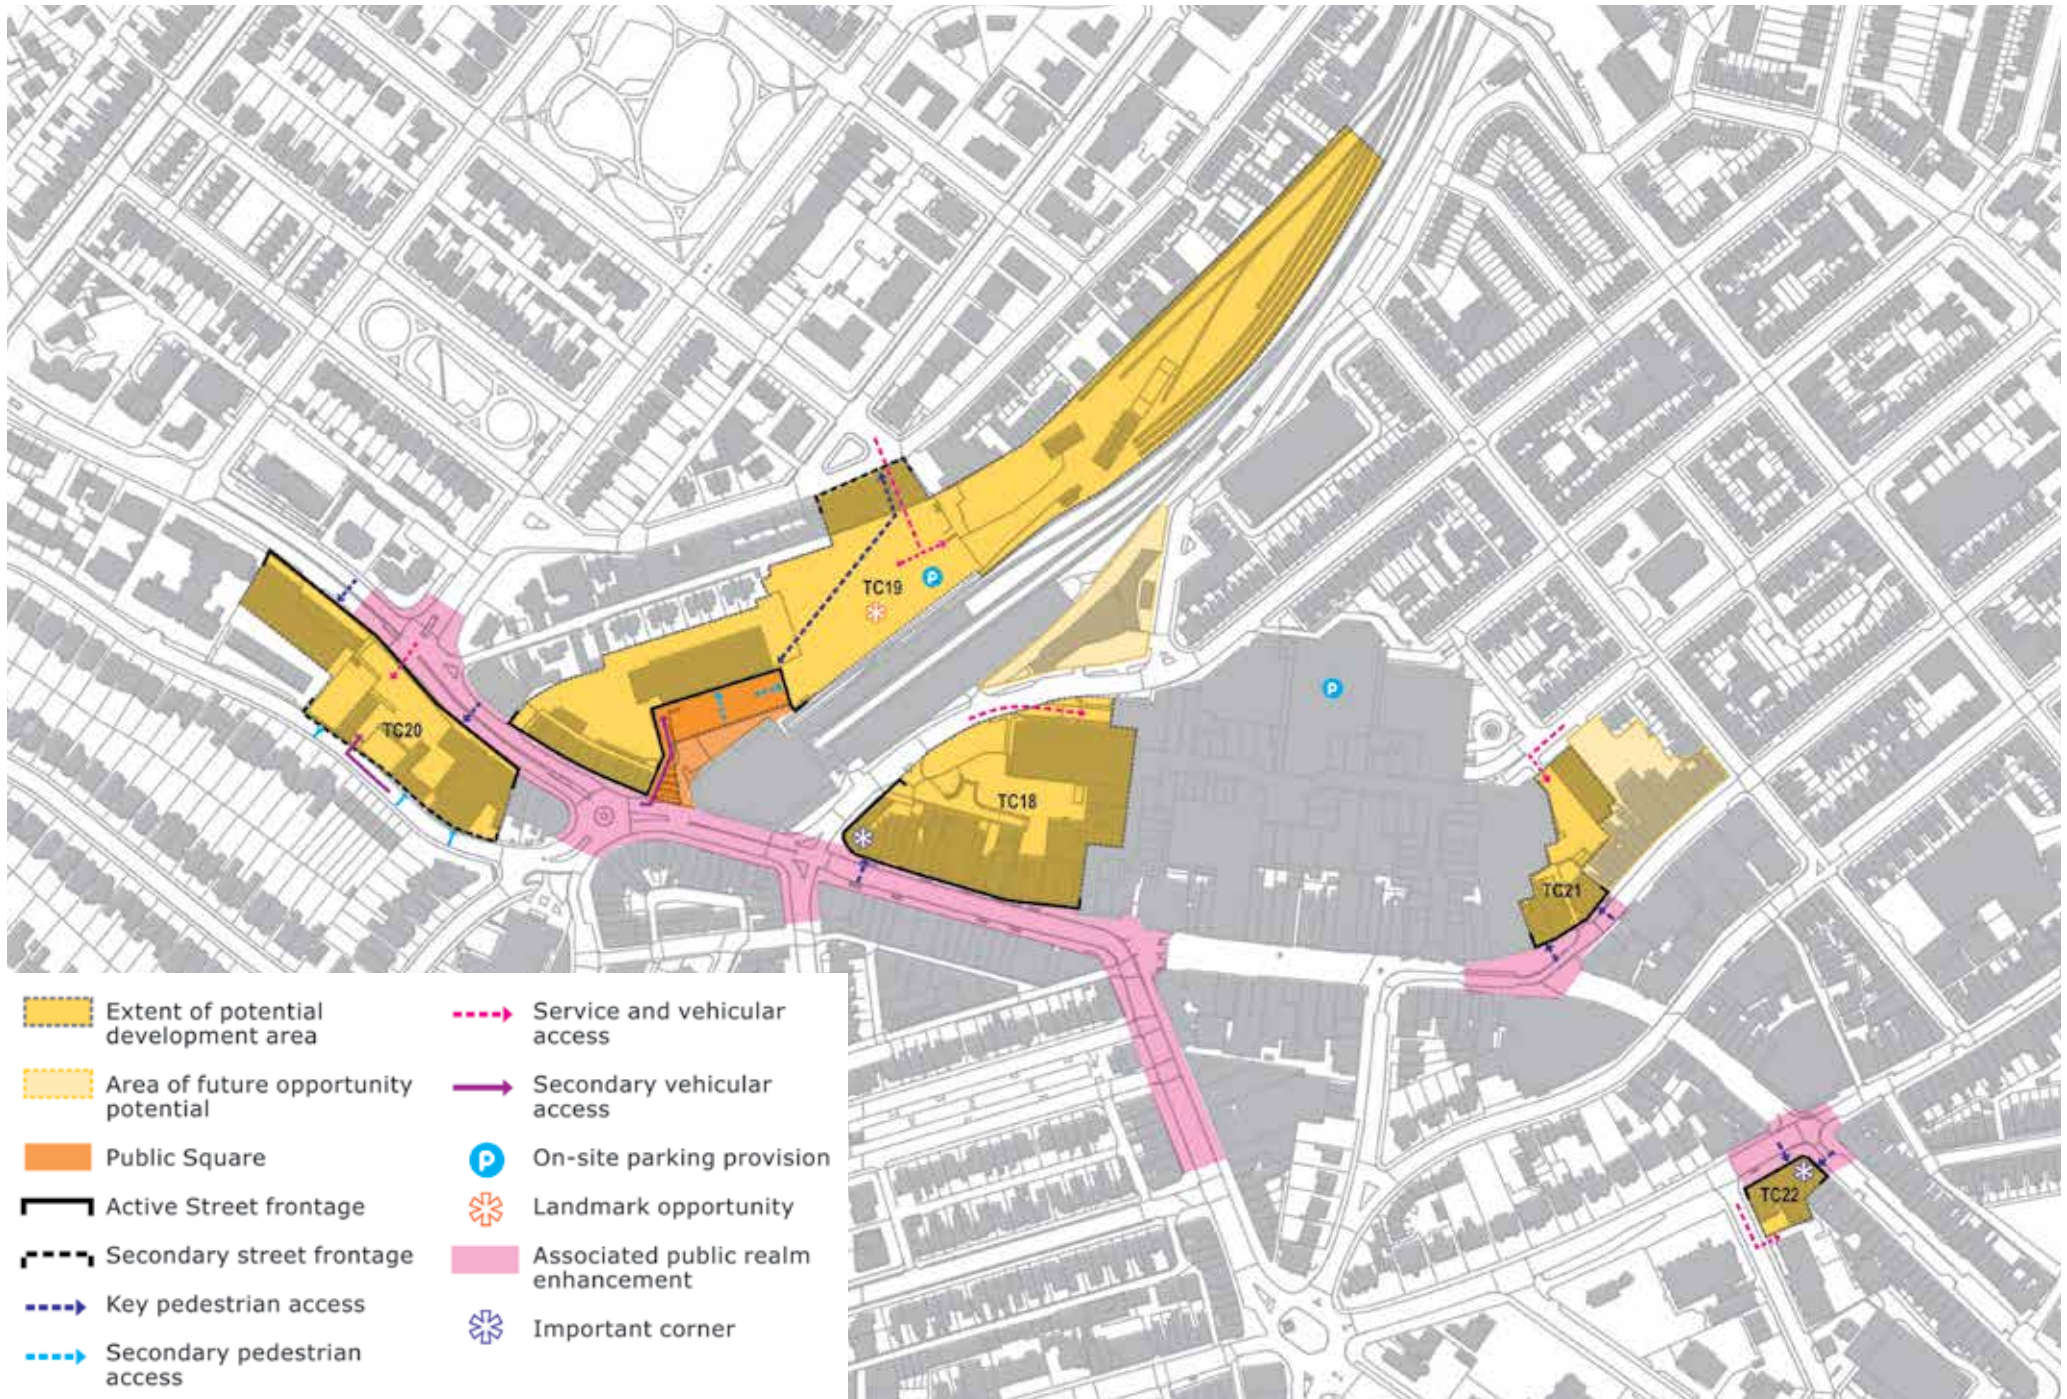 TC19
TC20
TC18
TC21
TC22
P
P
Extent of potential
development area
Area of future opportunity
potential
Public Square
Active Street frontage
Secondary street frontage
Key pedestrian access
Secondary pedestrian
access
Service and vehicular
access
Secondary vehicular
access
P
On-site parking provision
Landmark opportunity
Associated public realm
enhancement
Important corner